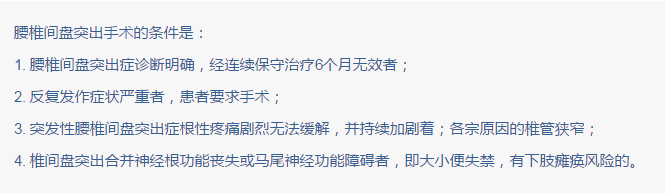 腰椎间盘突出手术的条件是：
1. 腰椎间盘突出症诊断明确，经连续保守治疗6个月无效者；
2. 反复发作症状严重者，患者要求手术；
3. 突发性腰椎间盘突出症根性疼痛剧烈无法缓解，并持续加剧着；各宗原因的椎管狭窄；
4. 椎间盘突出合并神经根功能丧失或马尾神经功能障碍者，即大小便失禁，有下肢瘫痪风险的。